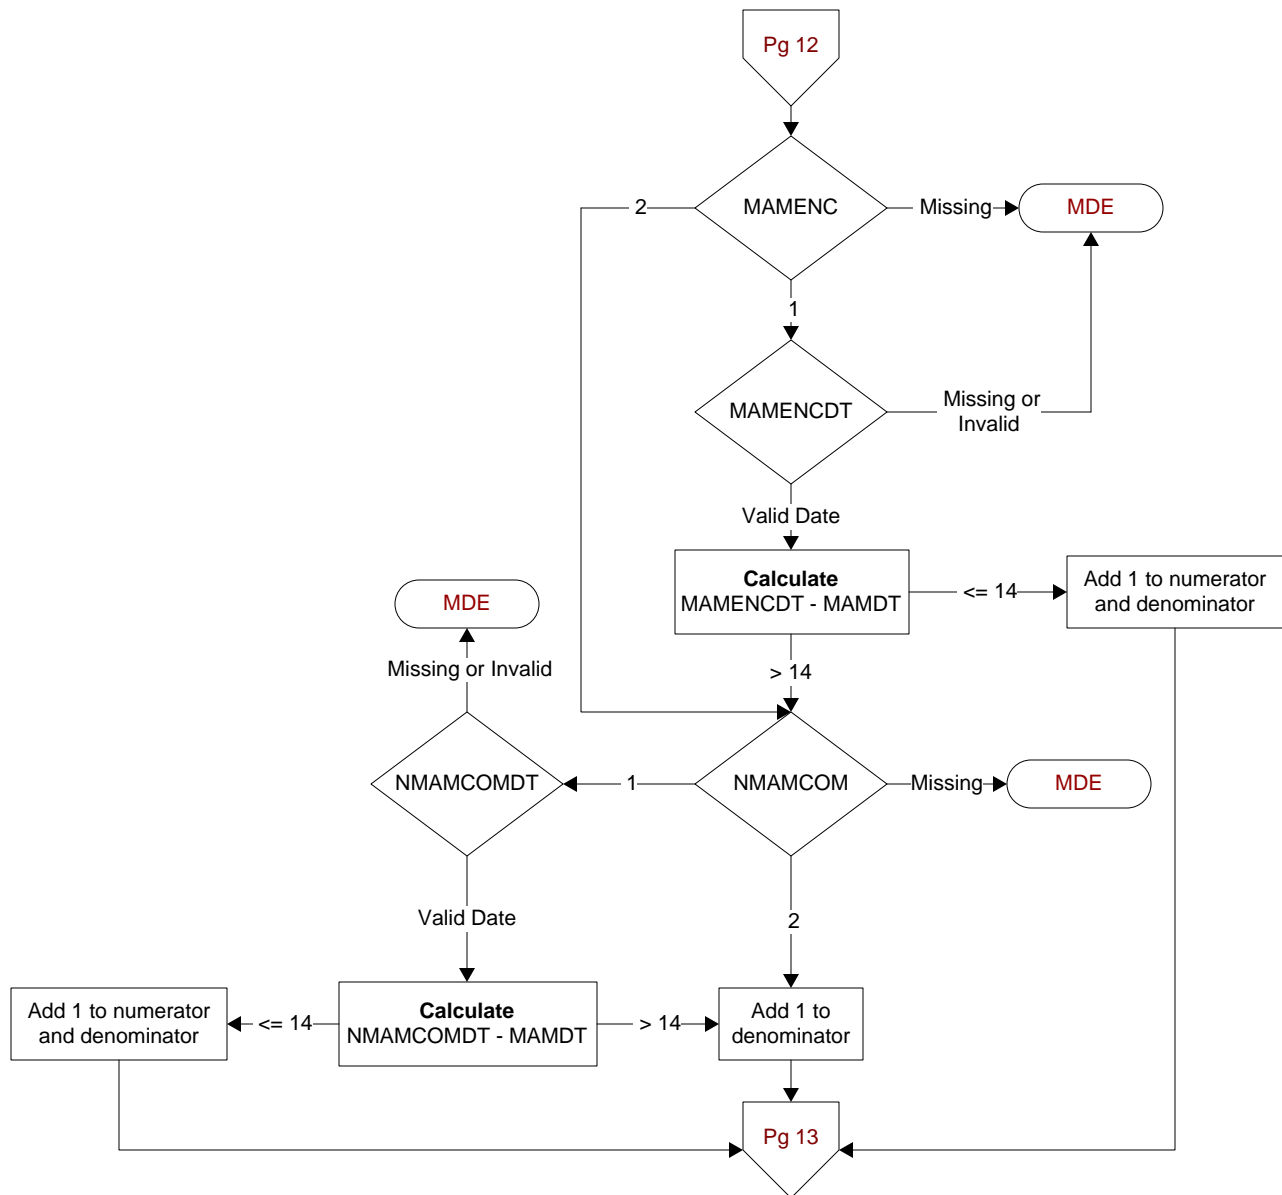 Pg 12
MAMENC
2
Missing
MDE
1
MAMENCDT
Missing or
Invalid
Valid Date
Calculate
MAMENCDT - MAMDT
<= 14
Add 1 to numerator
and denominator
> 14
MDE
Missing or Invalid
NMAMCOMDT
1
NMAMCOM
Missing
MDE
Valid Date
2
Add 1 to numerator
and denominator
<= 14
Calculate
NMAMCOMDT - MAMDT
> 14
Add 1 to
denominator
Pg 13